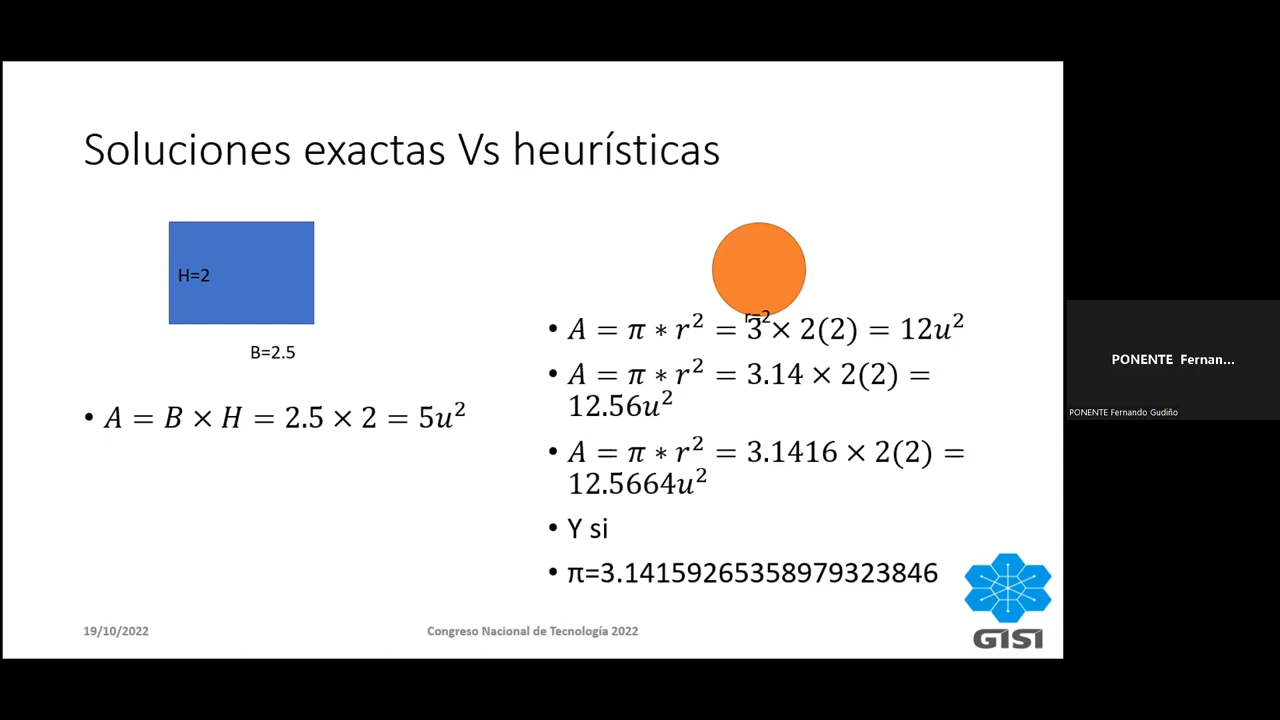 Soluciones exactas Vs heurísticas
H=2
B=2.5
• A = B × H = 2.5 × 2 = 5u²
r=2
• A = π ∗ r² = 3 × 2(2) = 12u²
• A = π ∗ r² = 3.14 × 2(2) =
12.56u²
• A = π ∗ r² = 3.1416 × 2(2) =
12.5664u²
• Y si
• π=3.14159265358979323846
19/10/2022
Congreso Nacional de Tecnología 2022
GISI
PONENTE Fernan...
PONENTE Fernando Gudiño